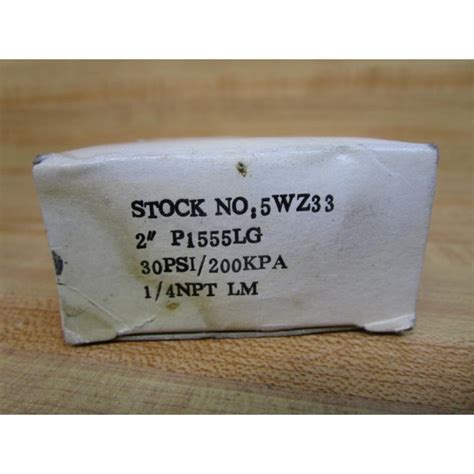 STOCK NO: 5WZ33
2" P1555LG
30PSI/200KPA
1/4NPT LM